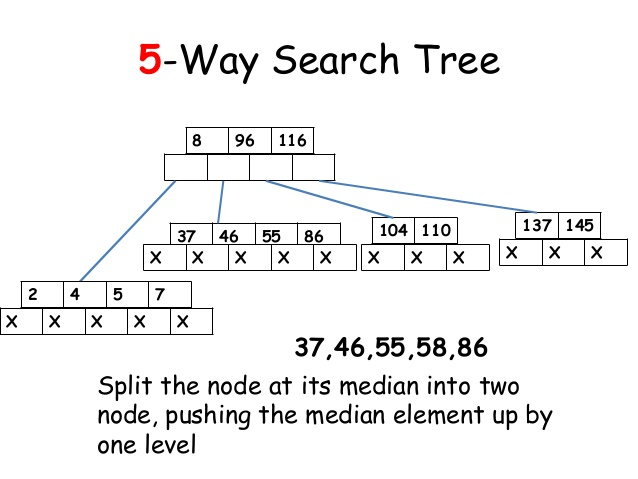 5-Way Search Tree
8 96 116
37 46 55 86
104 110
137 145
X X X X X
X X X
X X X
2 4 5 7
X X X X X
37,46,55,58,86
Split the node at its median into two
node, pushing the median element up by
one level